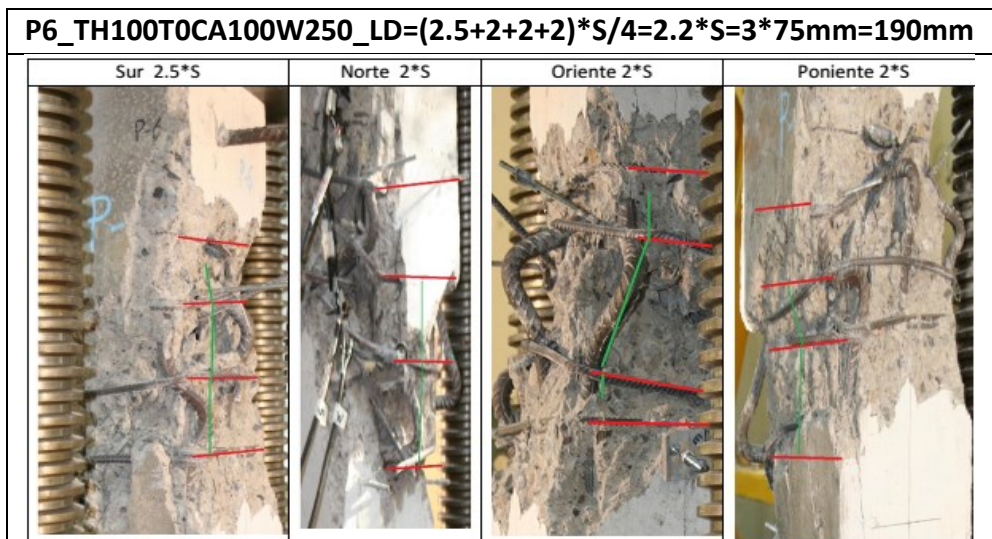 P6_TH100T0CA100W250_LD=(2.5+2+2+2)*S/4=2.2*S=3*75mm=190mm
Sur 2.5*S
Norte 2*S
Oriente 2*S
Poniente 2*S
P-6
P-